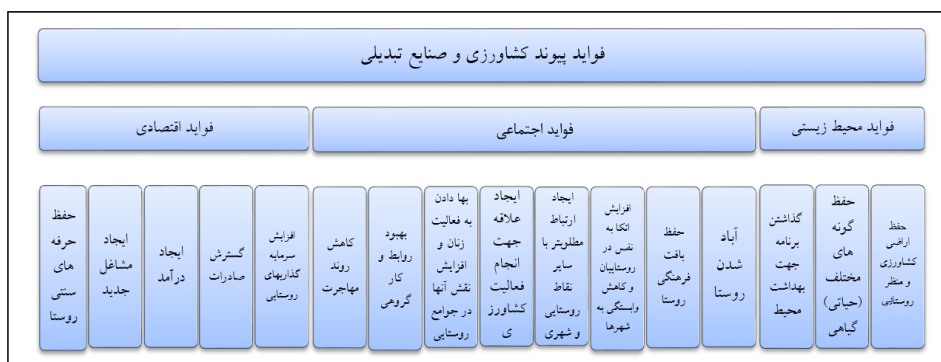 فواید پیوند کشاورزی و صنایع تبدیلی
فواید محیط زیستی
فواید اجتماعی
فواید اقتصادی
حفظ
اراضی
کشاورزی
و منظر
روستایی
حفظ
گونه
های
مختلف
(حیاتی)
گیاهی
گذاشتن
برنامه
جهت
بهداشت
محیط
آباد
شدن
روستا
حفظ
بافت
فرهنگی
روستا
افزایش
اتکا به
نفس در
روستاییان
و کاهش
وابستگی به
شهرها
ایجاد
ارتباط
مطلوبتر با
سایر
نقاط
روستایی
و شهری
ایجاد
علاقه
جهت
انجام
فعالیت
کشاورز
ی
بها دادن
به فعالیت
زنان و
افزایش
نقش آنها
در جوامع
روستایی
بهبود
روابط و
کار
گروهی
کاهش
روند
مهاجرت
افزایش
سرمایه
گذاریهای
روستایی
گسترش
صادرات
ایجاد
درآمد
ایجاد
مشاغل
جدید
حفظ
حرفه
های
سنتی
روستا